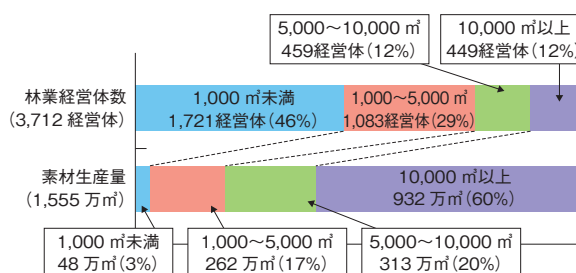 5,000～10,000 ㎥
459経営体(12%)
10,000 ㎥以上
449経営体(12%)
林業経営体数
(3,712 経営体)
1,000 ㎥未満
1,721経営体(46%)
1,000～5,000 ㎥
1,083経営体(29%)
素材生産量
(1,555 万㎥)
10,000 ㎥以上
932 万㎥(60%)
1,000 ㎥未満
48 万㎥(3%)
1,000～5,000 ㎥
262 万㎥(17%)
5,000～10,000 ㎥
313 万㎥(20%)